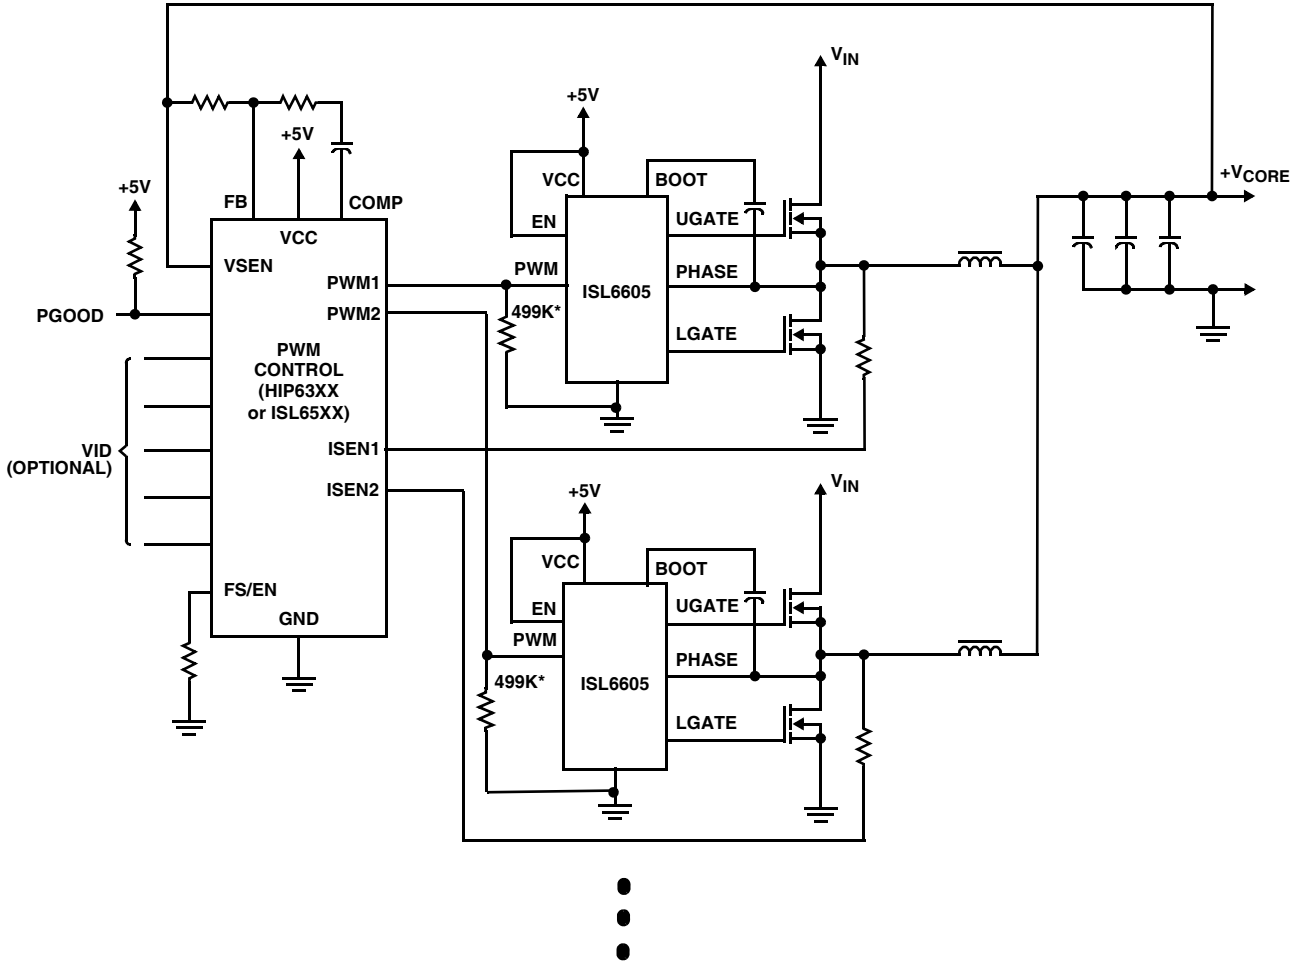 V_IN
+5V
+5V
+5V
FB
COMP
VCC
BOOT
+V_CORE
VCC
EN
UGATE
VSEN
PWM
PHASE
PWM1
ISL6605
PGOOD
PWM2
499K*
LGATE
PWM
CONTROL
(HIP63XX
or ISL65XX)
VID
(OPTIONAL)
ISEN1
ISEN2
V_IN
+5V
VCC
BOOT
FS/EN
EN
UGATE
GND
PWM
PHASE
499K*
ISL6605
LGATE